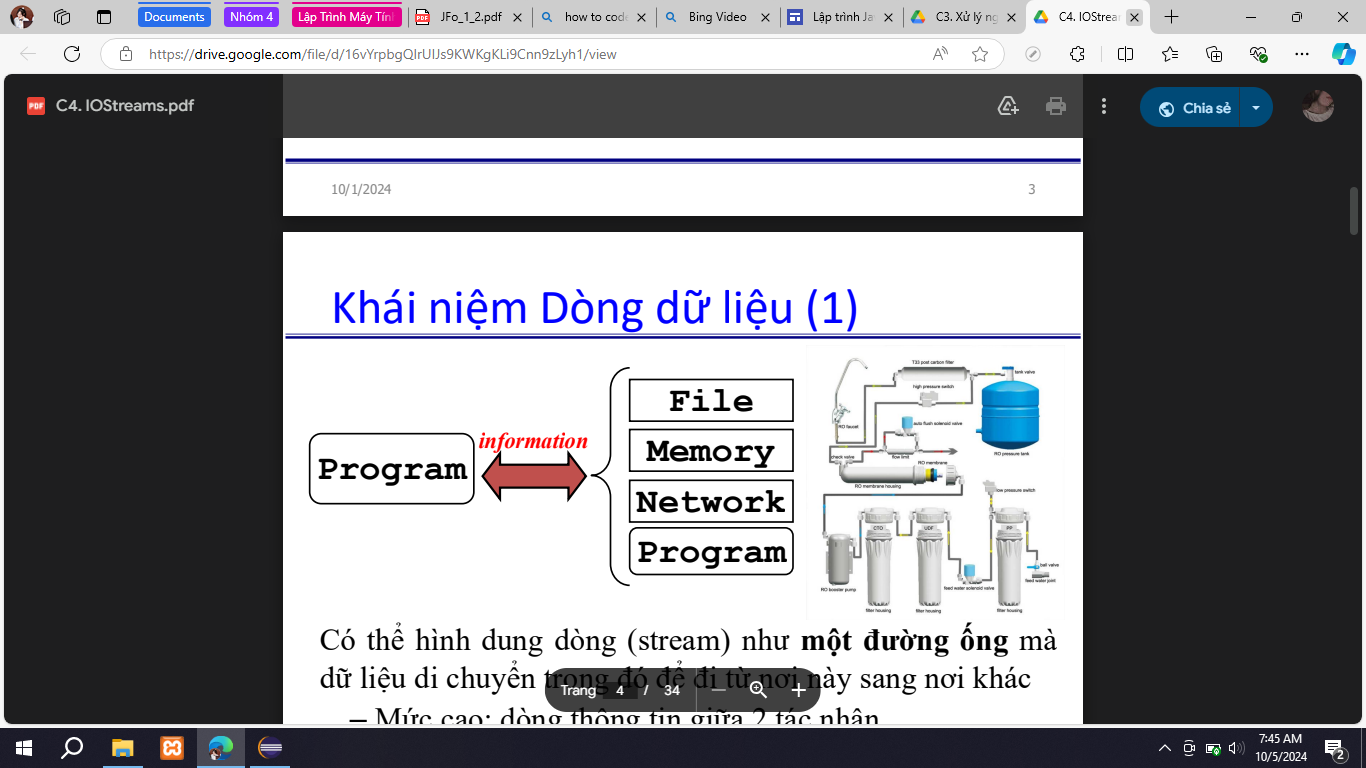 Documents
Nhóm 4
Lập Trình Máy Tín
JFo_1_2.pdf
how to code
Bing Video
Lập trình Ja
C3. Xử lý ng
C4. IOStream
https://drive.google.com/file/d/16vYrpbgQIrUIJs9KWKgKLi9Cnn9zLyh1/view
PDF
C4. IOStreams.pdf
Chia sẻ
10/1/2024
3
Khái niệm Dòng dữ liệu (1)
Program
information
File
Memory
Network
Program
T33 post carbon filter
tank valve
high pressure switch
RO faucet
auto flush solenoid valve
check valve
flow limit
RO membrane
RO pressure tank
RO membrane housing
low pressure switch
CTO
UDF
PP
ball valve
feed water joint
RO booster pump
feed water solenoid valve
filter housing
filter housing
filter housing
Có thể hình dung dòng (stream) như một đường ống mà
dữ liệu di chuyển trong đó để đi từ nơi này sang nơi khác
– Mức cao: dòng thông tin giữa 2 tác nhân
Trang 4 / 34
7:45 AM
10/5/2024
2